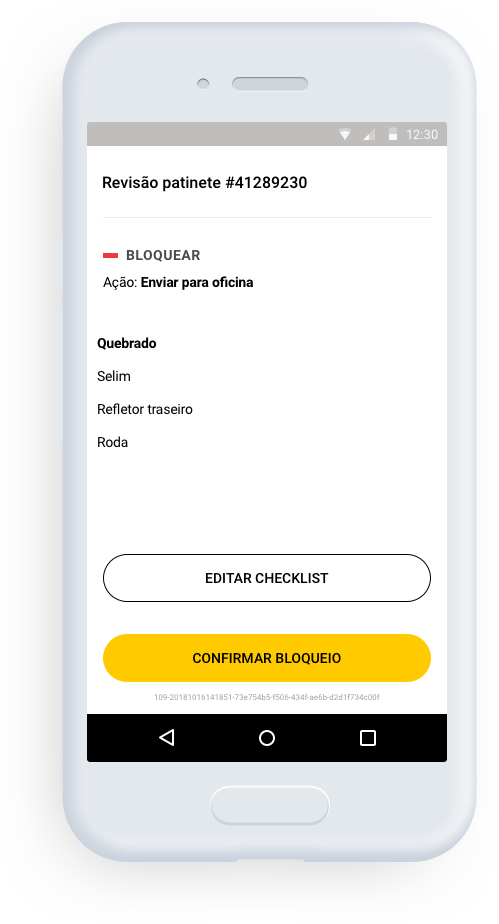 12:30
Revisão patinete #41289230
BLOQUEAR
Ação: Enviar para oficina
Quebrado
Selim
Refletor traseiro
Roda
EDITAR CHECKLIST
CONFIRMAR BLOQUEIO
109-20181016141851-73e754b5-f506-434f-ae6b-d2d1f734c00f